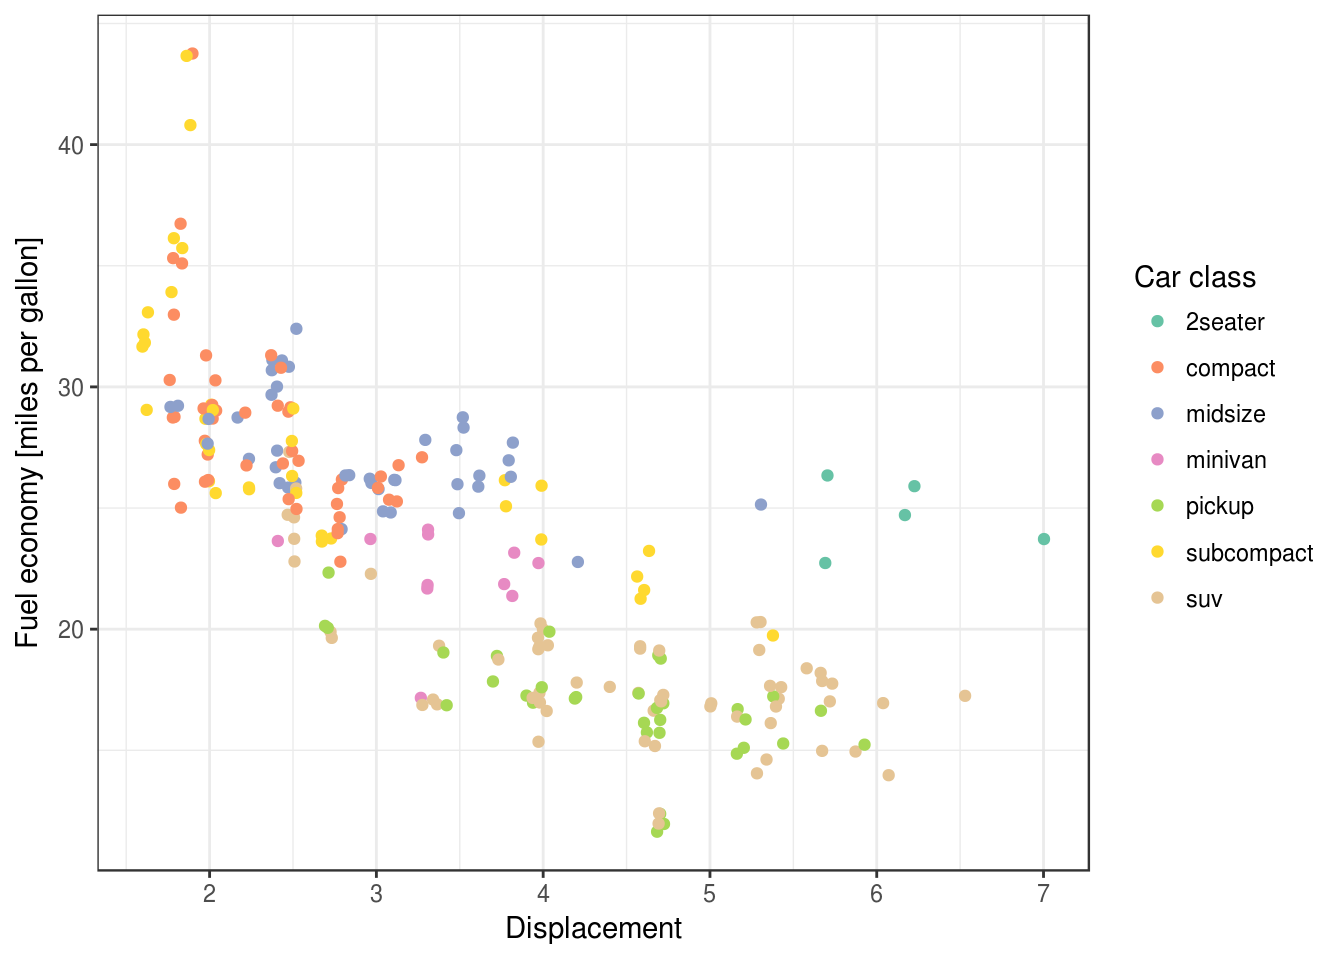 40
30
20
Fuel economy [miles per gallon]
2 3 4 5 6 7
Displacement
Car class
2seater
compact
midsize
minivan
pickup
subcompact
suv